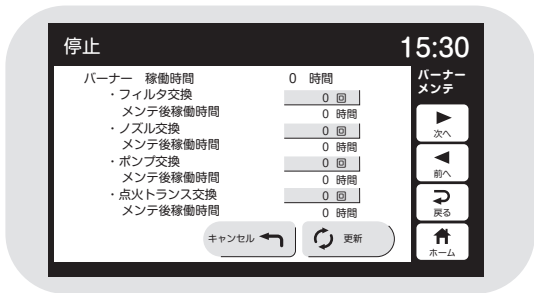 停止 15:30
バーナー 稼働時間 0 時間
・フィルタ交換 0 回
メンテ後稼働時間 0 時間
・ノズル交換 0 回
メンテ後稼働時間 0 時間
・ポンプ交換 0 回
メンテ後稼働時間 0 時間
・点火トランス交換 0 回
メンテ後稼働時間 0 時間
キャンセル 更新
バーナー
メンテ
次へ
前へ
戻る
ホーム